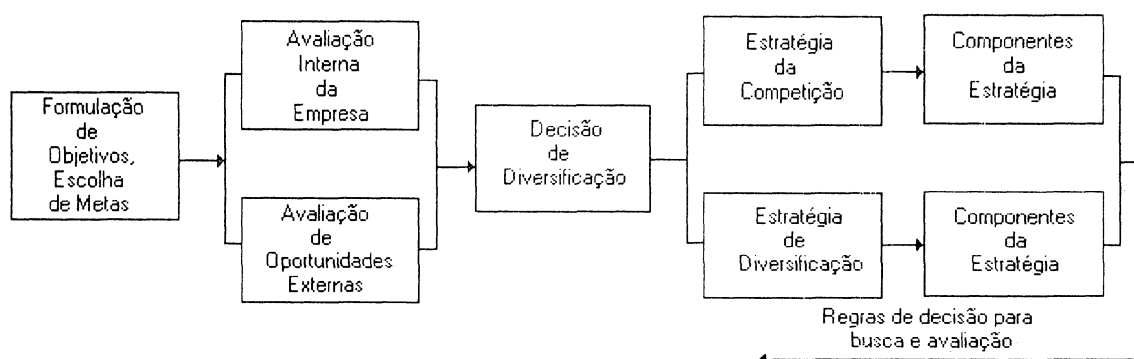 Formulação
de
Objetivos,
Escolha
de Metas
Avaliação
Interna
da
Empresa
Avaliação
de
Oportunidades
Externas
Decisão
de
Diversificação
Estratégia
da
Competição
Componentes
da
Estratégia
Estratégia
de
Diversificação
Componentes
da
Estratégia
Regras de decisão para
busca e avaliação